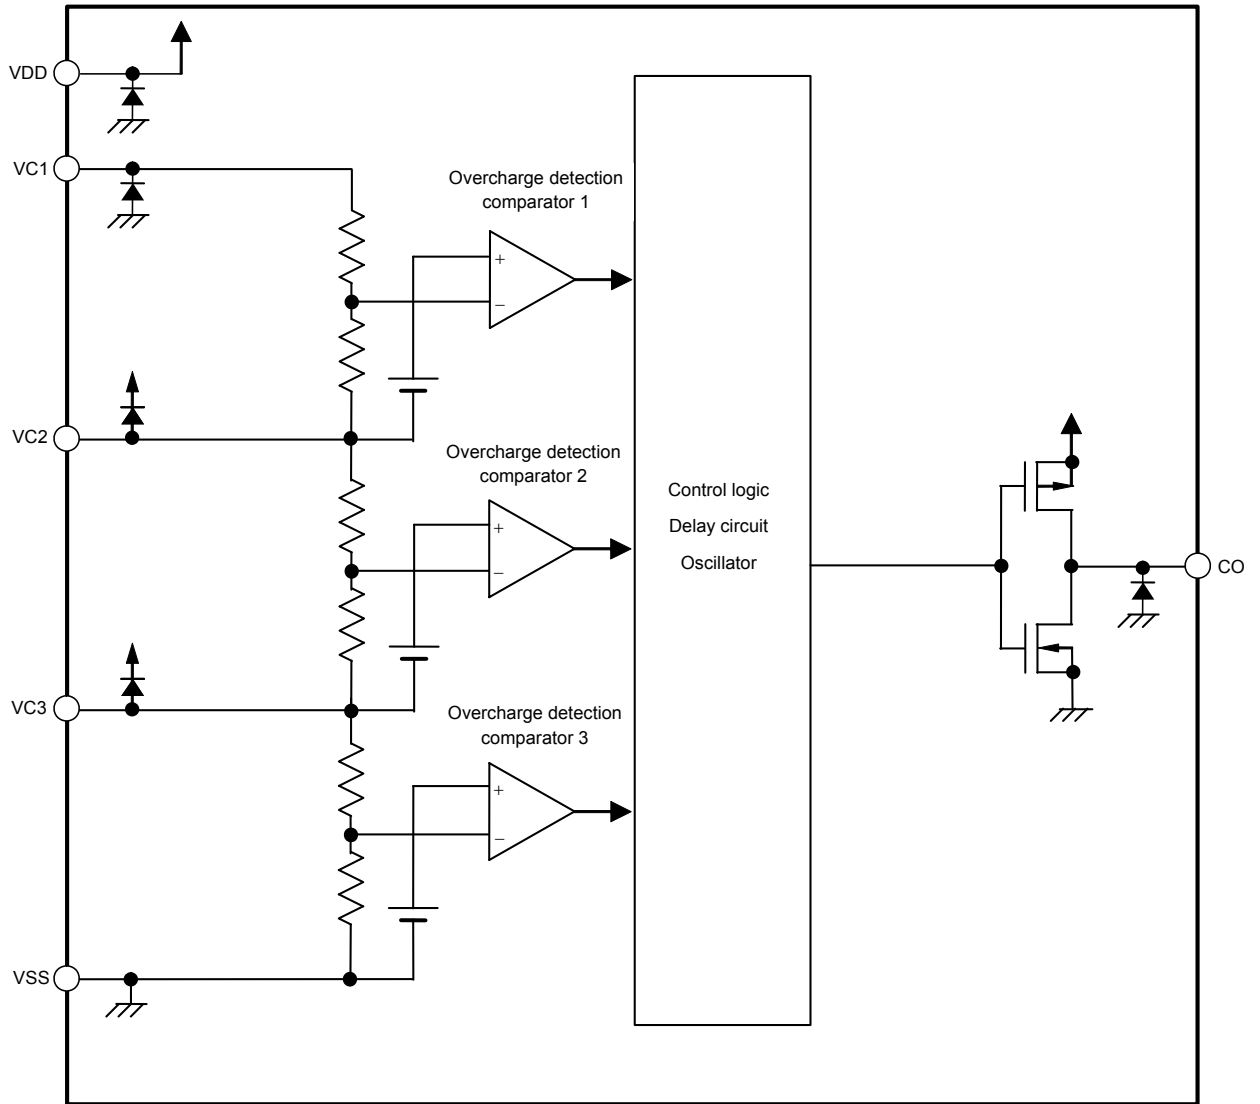 VDD
VC1
Overcharge detection
comparator 1
+
−
VC2
Overcharge detection
comparator 2
+
−
Control logic
Delay circuit
Oscillator
CO
VC3
Overcharge detection
comparator 3
+
−
VSS